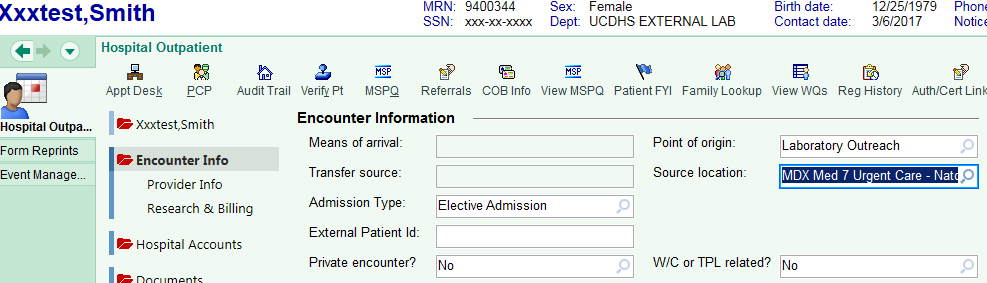 Xxxtest,Smith
MRN: 9400344 Sex: Female Birth date: 12/25/1979 Phone
SSN: xxx-xx-xxxx Dept: UCDHS EXTERNAL LAB Contact date: 3/6/2017 Notice
Hospital Outpatient
Appt Desk PCP Audit Trail Verify Pt MSPQ Referrals COB Info View MSPQ Patient FYI Family Lookup View WQs Reg History Auth/Cert Link
MSP MSP
Hospital Outpa...
Form Reprints
Event Manage...
Xxxtest,Smith
Encounter Info
Provider Info
Research & Billing
Hospital Accounts
Documents
Encounter Information
Means of arrival: Point of origin: Laboratory Outreach
Transfer source: Source location: MDX Med 7 Urgent Care - Nato
Admission Type: Elective Admission
External Patient Id:
Private encounter? No W/C or TPL related? No